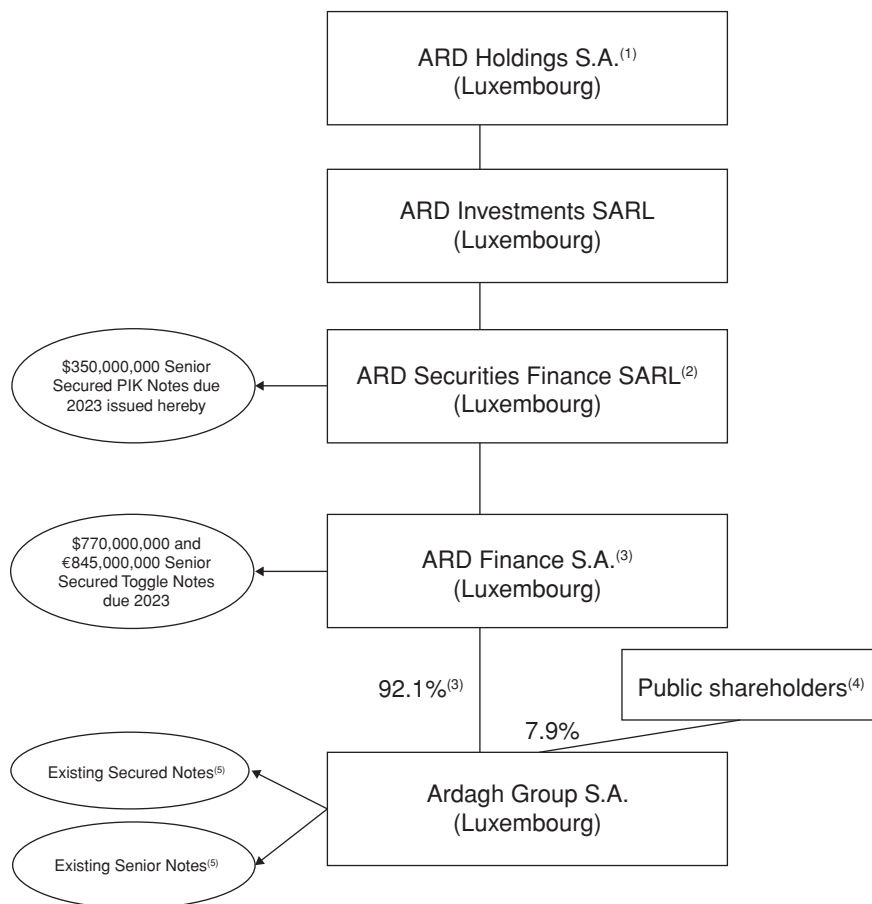 ARD Holdings S.A.(1)
(Luxembourg)
ARD Investments SARL
(Luxembourg)
$350,000,000 Senior
Secured PIK Notes due
2023 issued hereby
ARD Securities Finance SARL(2)
(Luxembourg)
$770,000,000 and
€845,000,000 Senior
Secured Toggle Notes
due 2023
ARD Finance S.A.(3)
(Luxembourg)
92.1%(3)
Public shareholders(4)
7.9%
Existing Secured Notes(5)
Ardagh Group S.A.
(Luxembourg)
Existing Senior Notes(5)